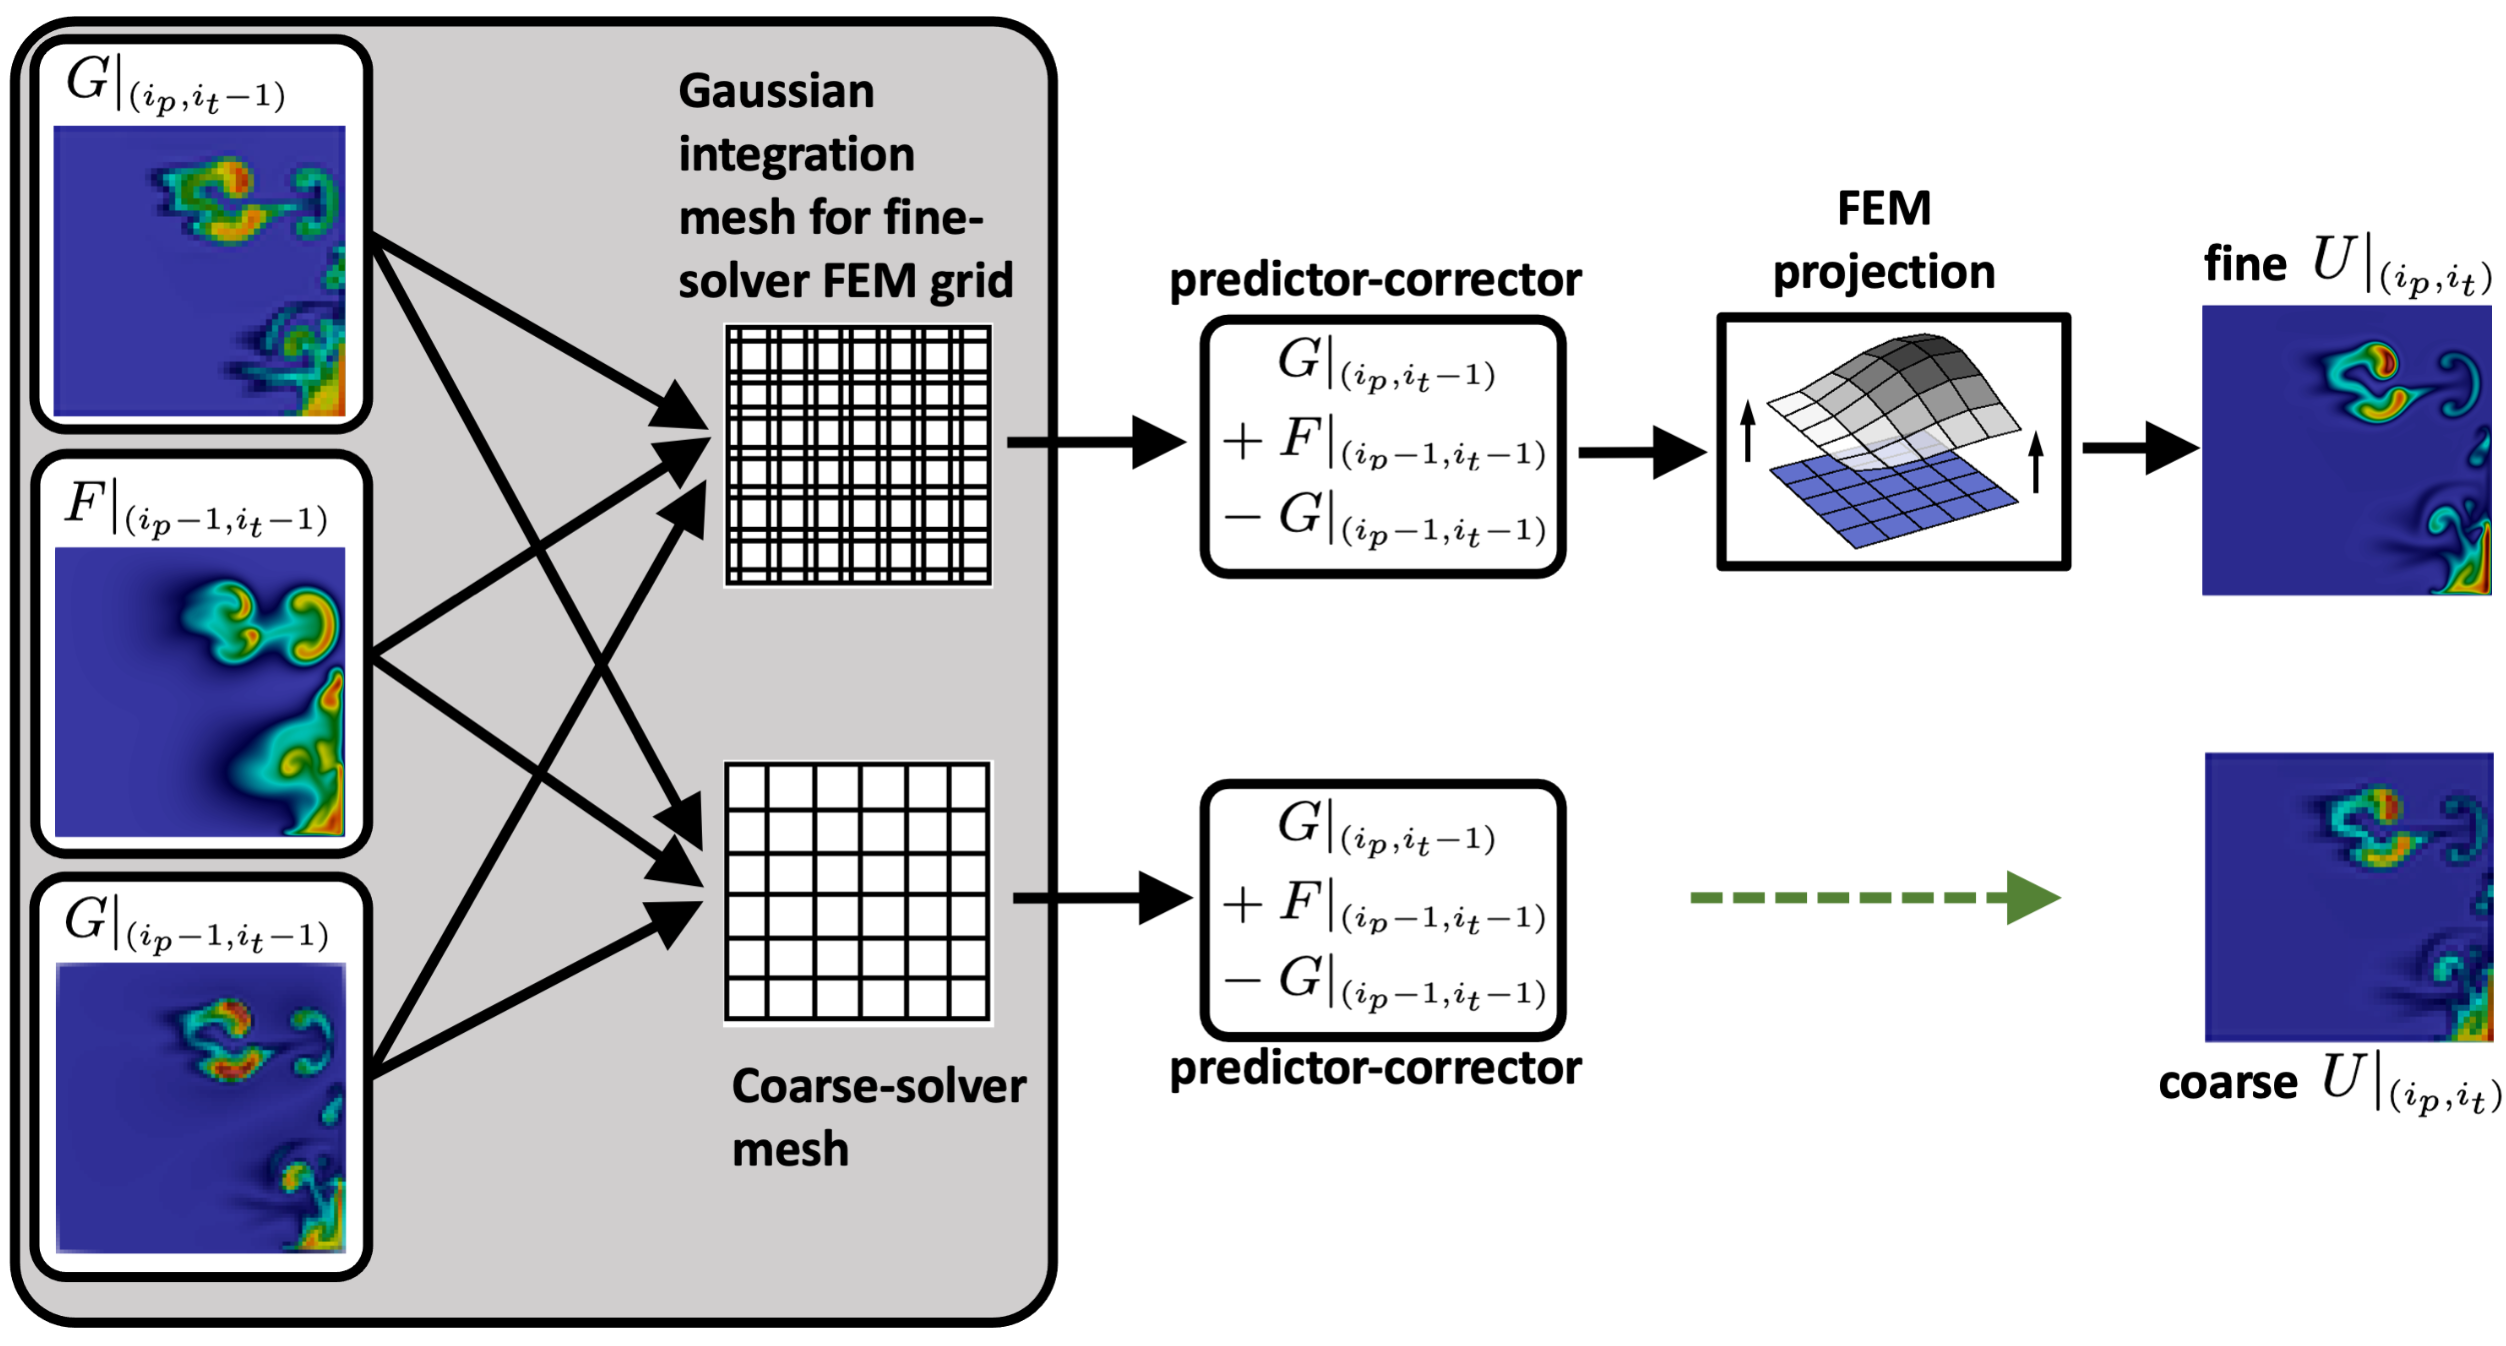 G|(i_p,i_t−1)
F|(i_p−1,i_t−1)
G|(i_p−1,i_t−1)
Gaussian
integration
mesh for fine-
solver FEM grid
Coarse-solver
mesh
predictor-corrector
G|(i_p,i_t−1)
+ F|(i_p−1,i_t−1)
− G|(i_p−1,i_t−1)
FEM
projection
fine U|(i_p,i_t)
G|(i_p,i_t−1)
+ F|(i_p−1,i_t−1)
− G|(i_p−1,i_t−1)
predictor-corrector
coarse U|(i_p,i_t)